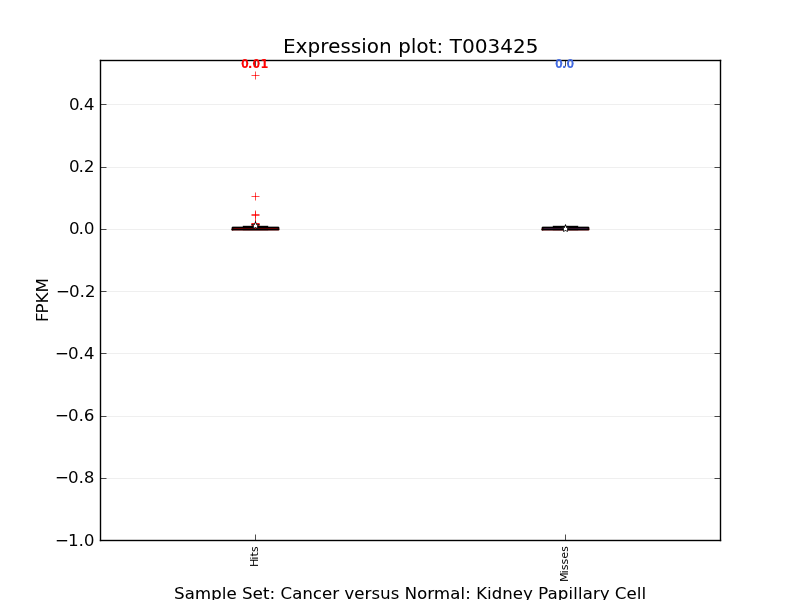 Expression plot: T003425
0.01
0.0
0.4
0.2
0.0
−0.2
−0.4
−0.6
−0.8
−1.0
FPKM
Hits
Misses
Sample Set: Cancer versus Normal: Kidney Papillary Cell